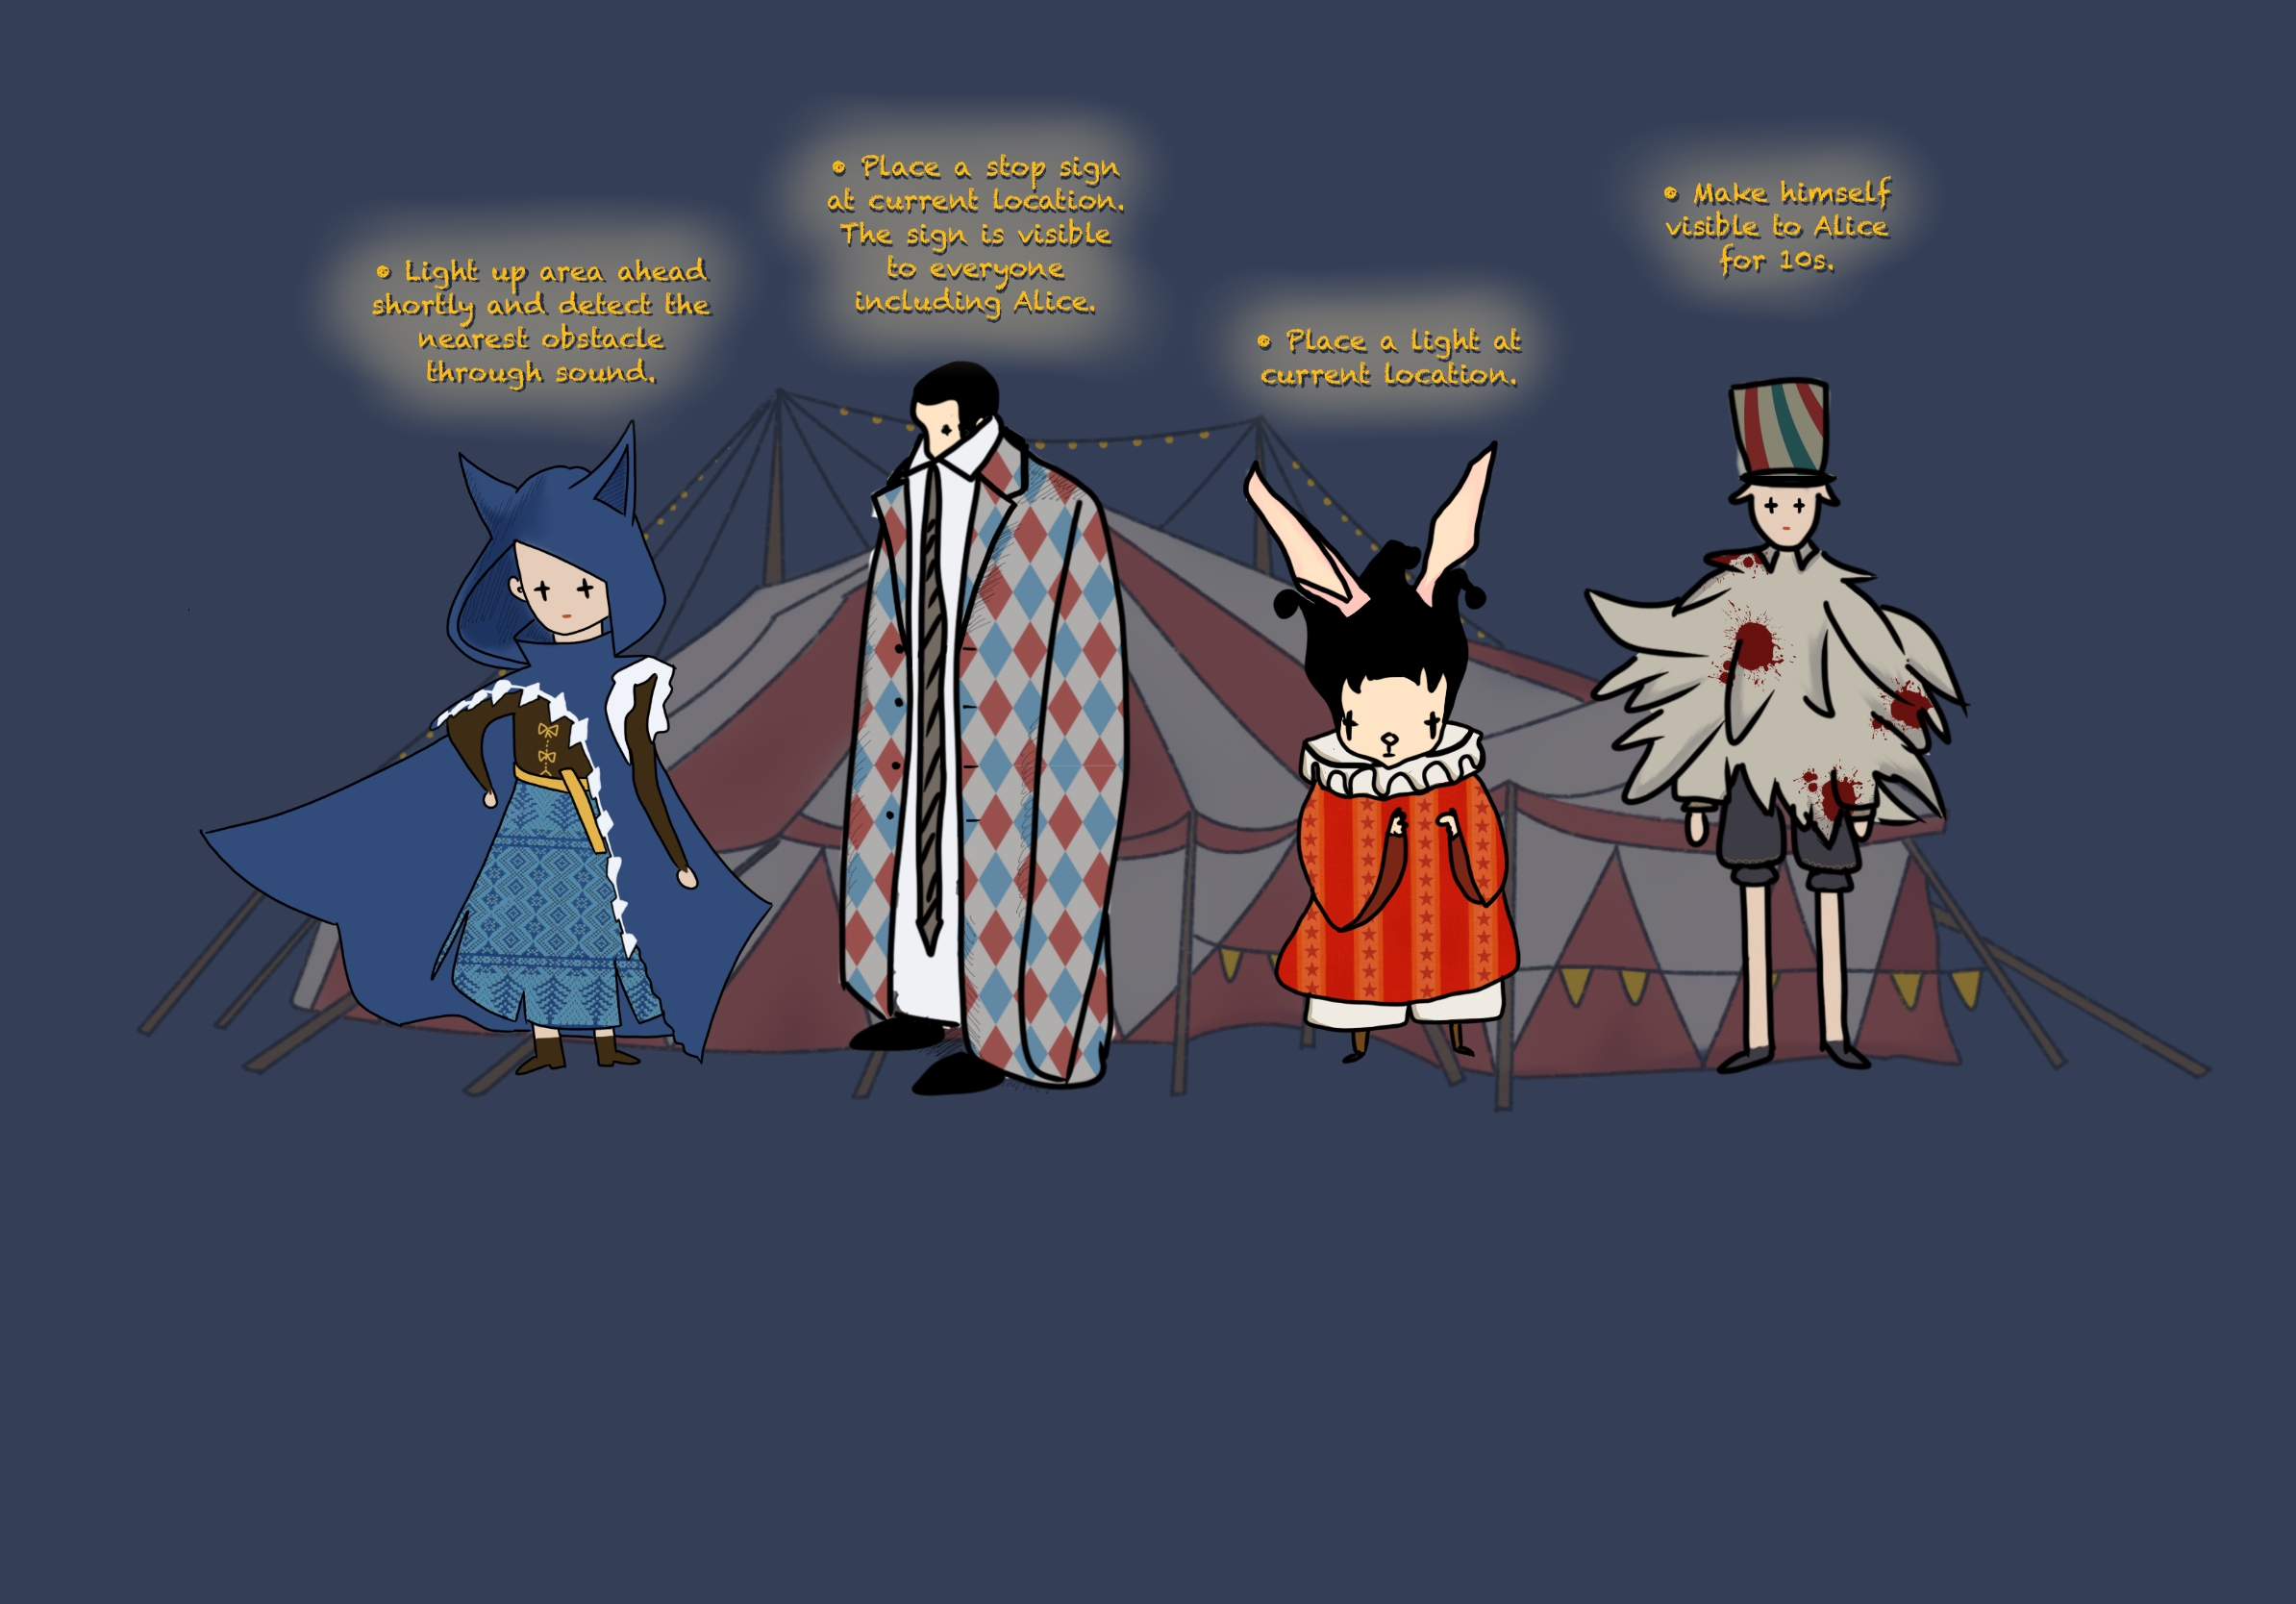 • Light up area ahead
shortly and detect the
nearest obstacle
through sound.
• Place a stop sign
at current location.
The sign is visible
to everyone
including Alice.
• Place a light at
current location.
• Make himself
visible to Alice
for 10s.